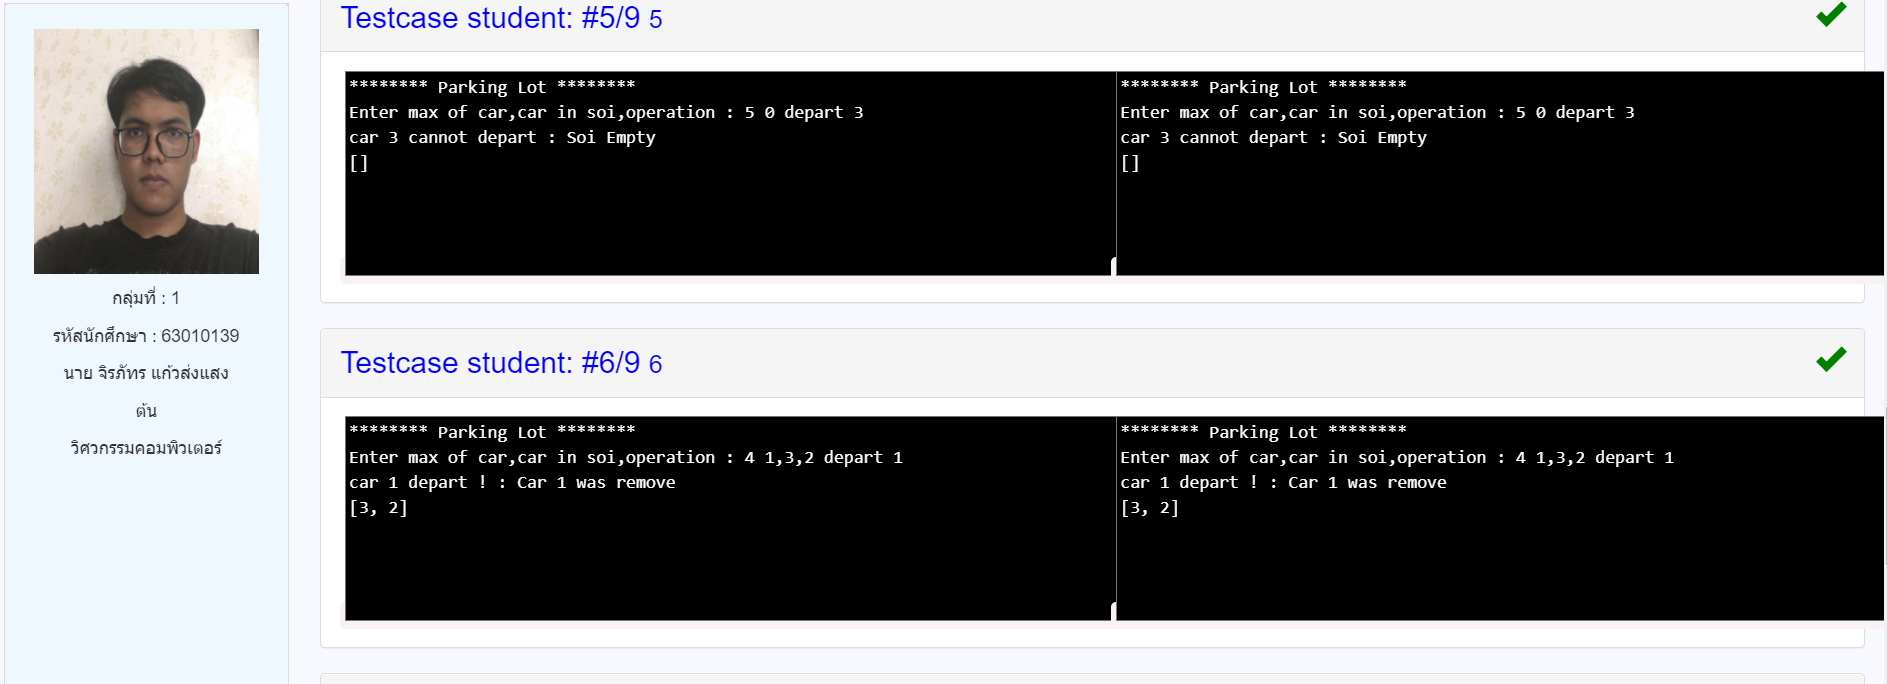 กลุ่มที่ : 1
รหัสนักศึกษา : 63010139
นาย จิรภัทร แก้วส่งแสง
ต้น
วิศวกรรมคอมพิวเตอร์
Testcase student: #5/9 5
******** Parking Lot ********
Enter max of car,car in soi,operation : 5 0 depart 3
car 3 cannot depart : Soi Empty
[]
******** Parking Lot ********
Enter max of car,car in soi,operation : 5 0 depart 3
car 3 cannot depart : Soi Empty
[]
Testcase student: #6/9 6
******** Parking Lot ********
Enter max of car,car in soi,operation : 4 1,3,2 depart 1
car 1 depart ! : Car 1 was remove
[3, 2]
******** Parking Lot ********
Enter max of car,car in soi,operation : 4 1,3,2 depart 1
car 1 depart ! : Car 1 was remove
[3, 2]